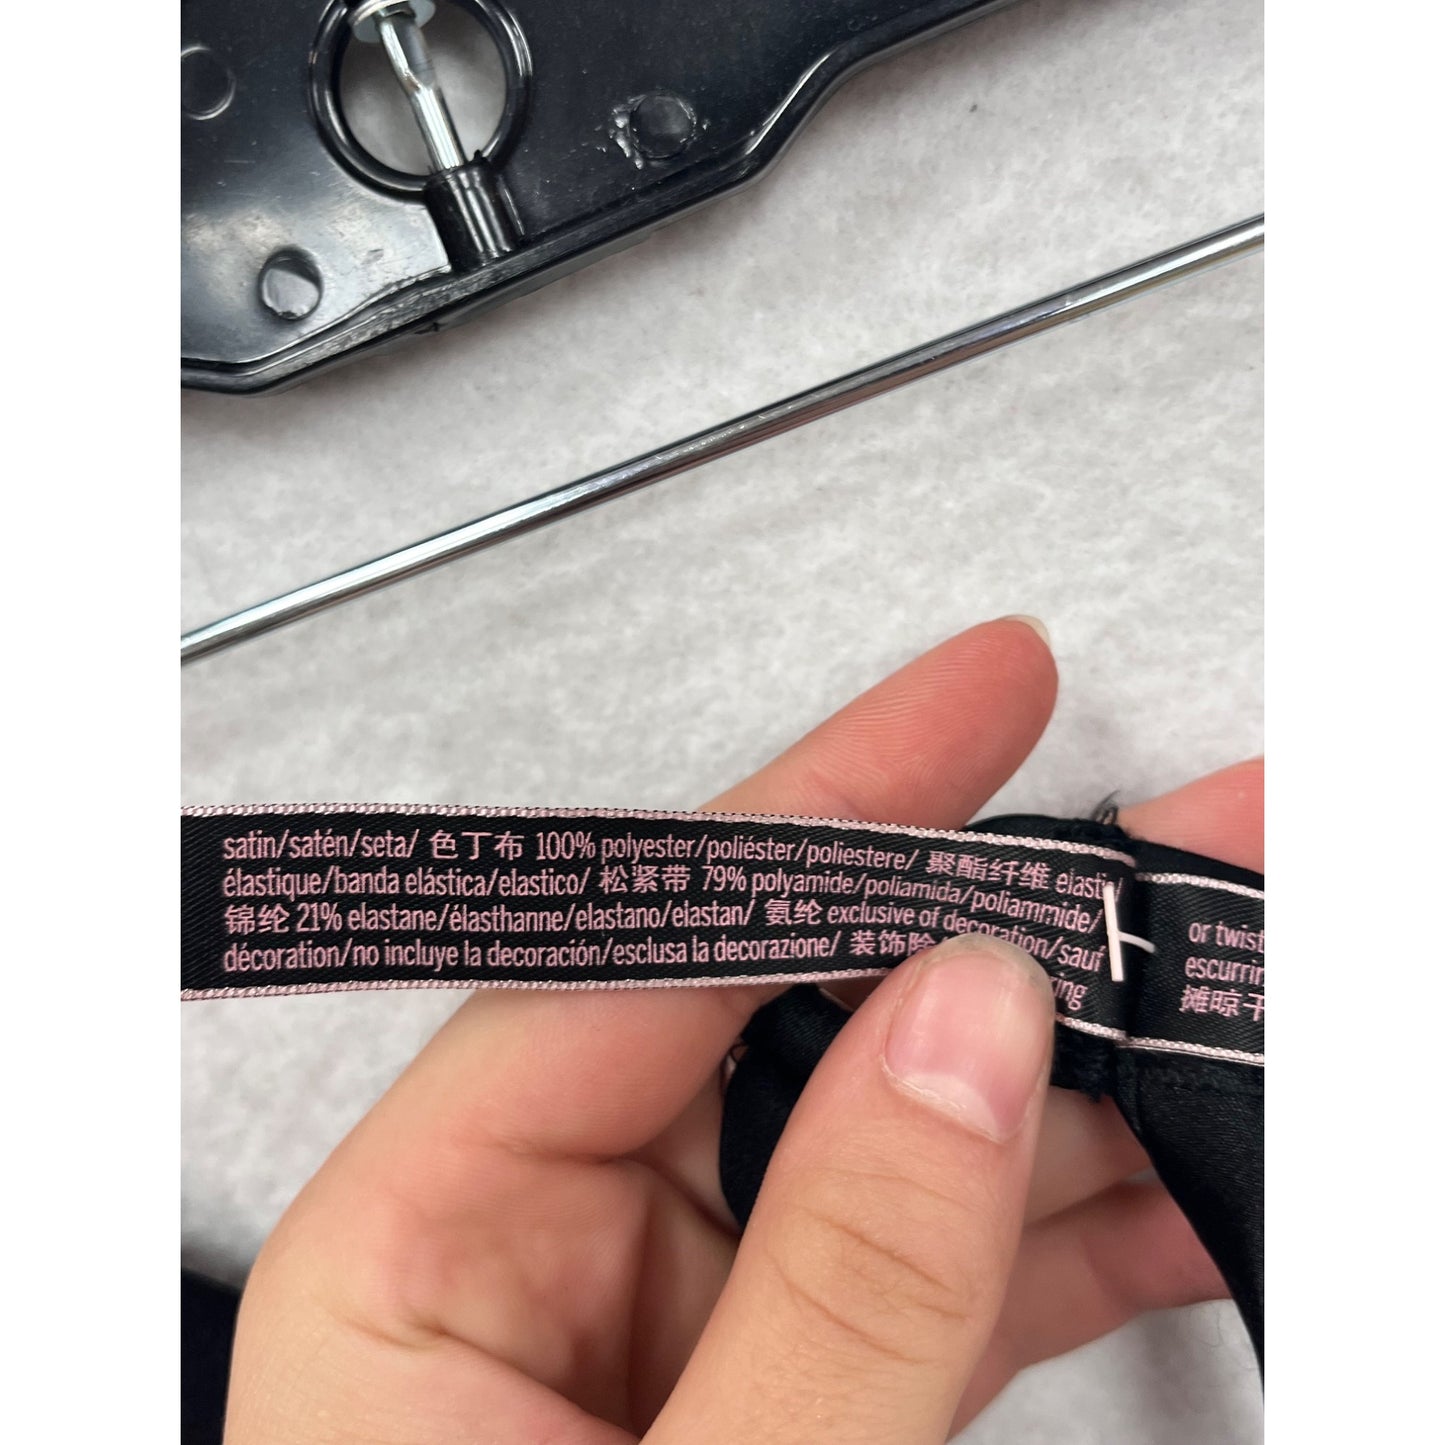 satin/satén/seta/ 色丁布 100% polyester/poliéster/poliestere/ 聚酯纤维 elastic/
élastique/banda elástica/elastico/ 松紧带 79% polyamide/poliamida/poliammide/
锦纶 21% elastane/élasthanne/elastano/elastan/ 氨纶 exclusive of decoration/sauf
décoration/no incluye la decoración/esclusa la decorazione/ 装饰除
or twist
escurrir
摊晾干